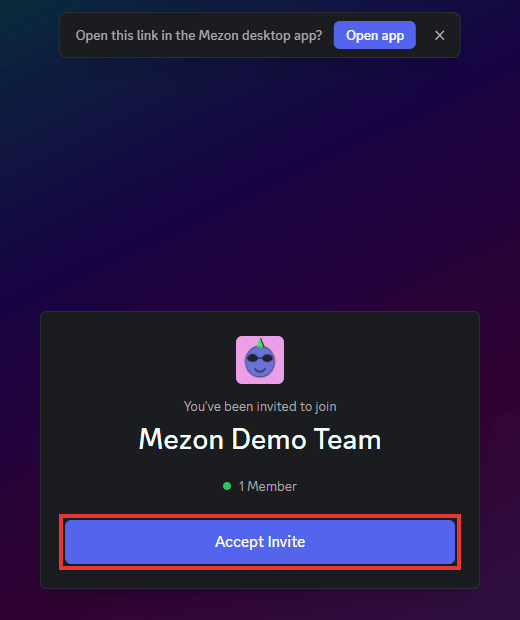 Open this link in the Mezon desktop app? Open app
You've been invited to join
Mezon Demo Team
1 Member
Accept Invite